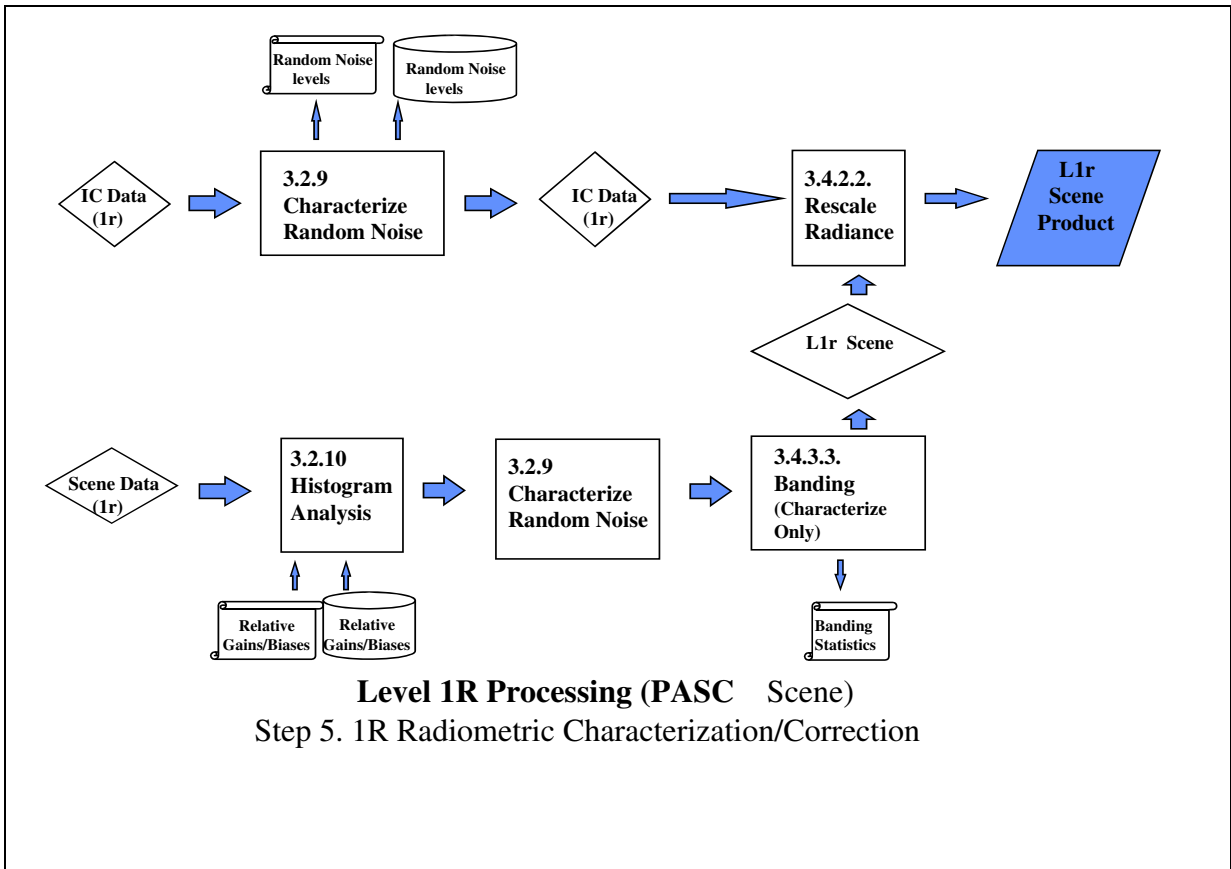 Random Noise
levels
Random Noise
levels
IC Data
(1r)
3.2.9
Characterize
Random Noise
IC Data
(1r)
3.4.2.2.
Rescale
Radiance
L1r
Scene
Product
L1r Scene
Scene Data
(1r)
3.2.10
Histogram
Analysis
3.2.9
Characterize
Random Noise
3.4.3.3.
Banding
(Characterize
Only)
Relative
Gains/Biases
Relative
Gains/Biases
Banding
Statistics
Level 1R Processing (PASC Scene)
Step 5. 1R Radiometric Characterization/Correction